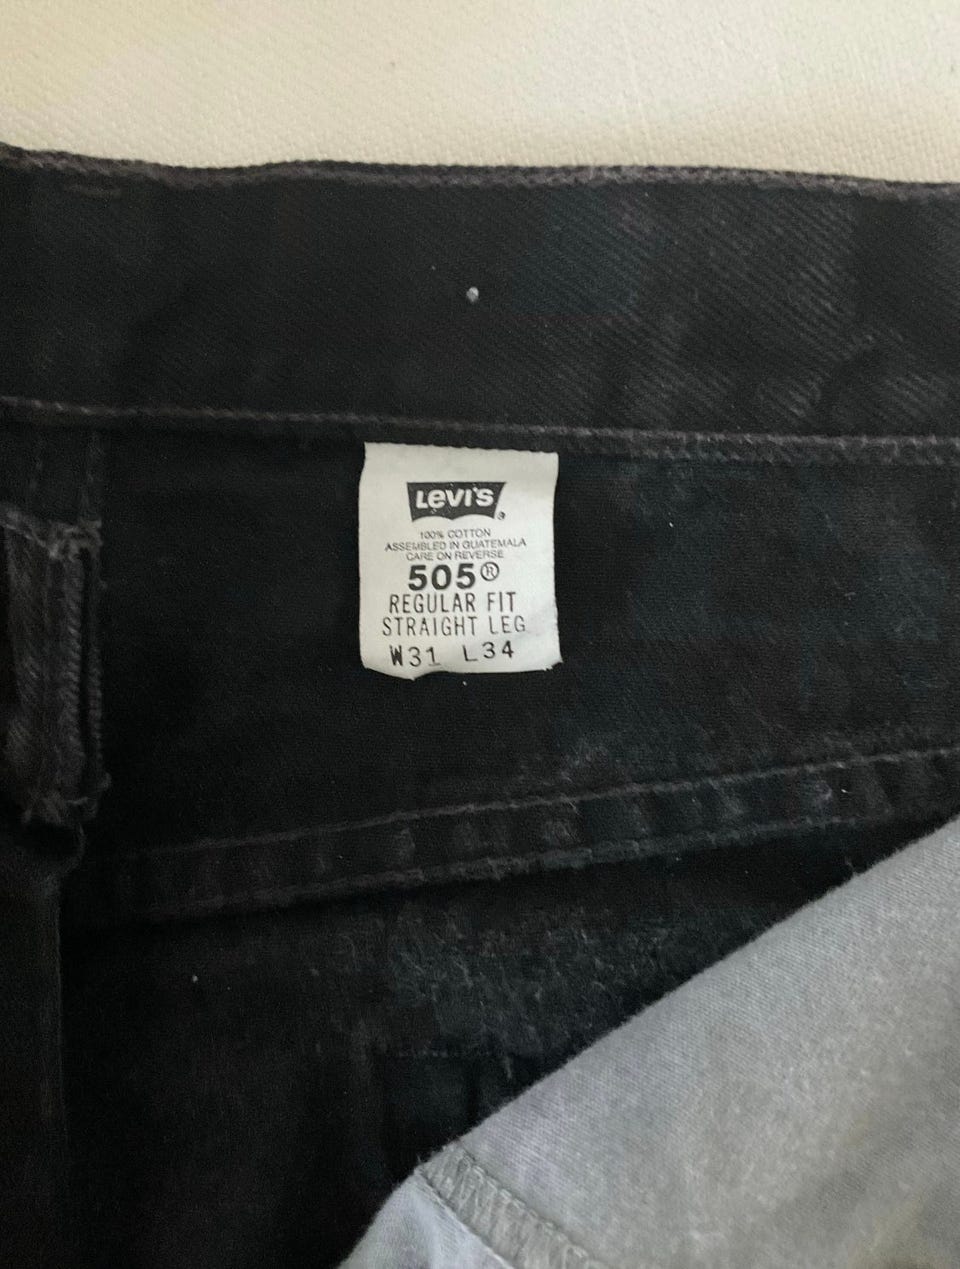 Levi's
100% COTTON
ASSEMBLED IN GUATEMALA
CARE ON REVERSE
505®
REGULAR FIT
STRAIGHT LEG
W31 L34